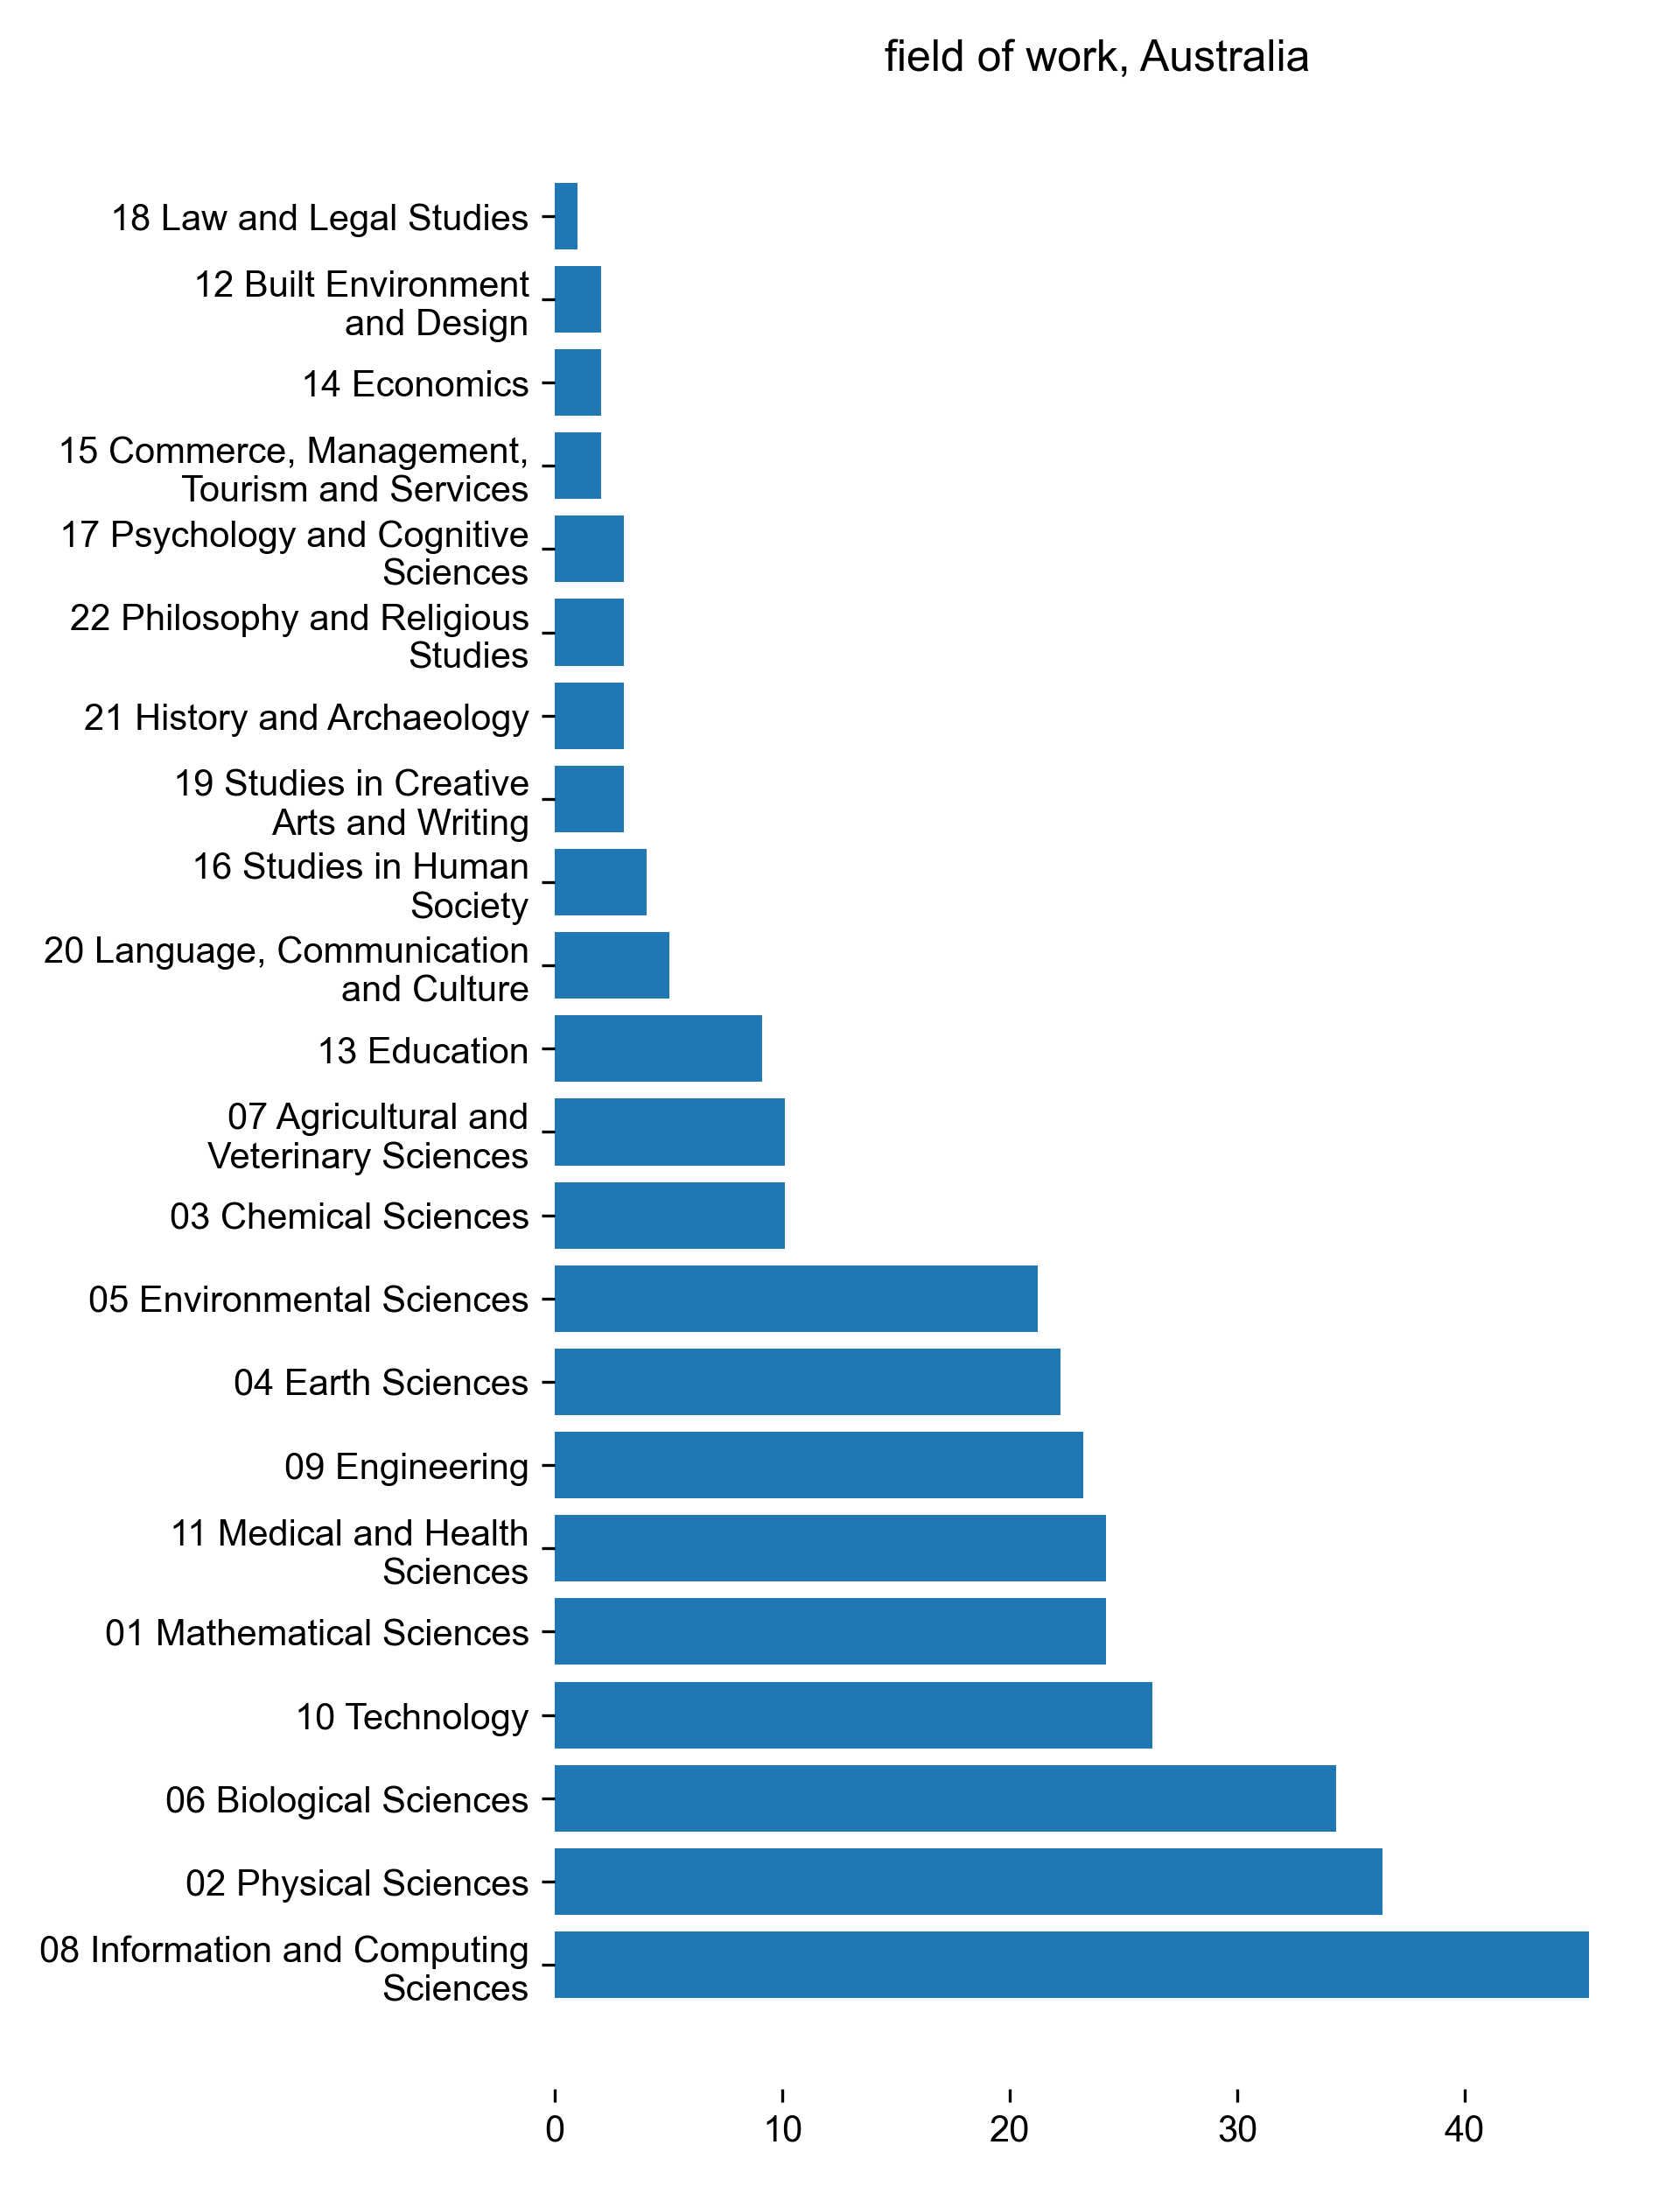 field of work, Australia
18 Law and Legal Studies
12 Built Environment
and Design
14 Economics
15 Commerce, Management,
Tourism and Services
17 Psychology and Cognitive
Sciences
22 Philosophy and Religious
Studies
21 History and Archaeology
19 Studies in Creative
Arts and Writing
16 Studies in Human
Society
20 Language, Communication
and Culture
13 Education
07 Agricultural and
Veterinary Sciences
03 Chemical Sciences
05 Environmental Sciences
04 Earth Sciences
09 Engineering
11 Medical and Health
Sciences
01 Mathematical Sciences
10 Technology
06 Biological Sciences
02 Physical Sciences
08 Information and Computing
Sciences
0 10 20 30 40